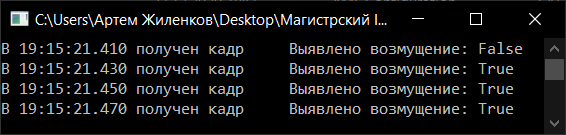 C:\Users\Артем Жиленков\Desktop\Магистрский I...
В 19:15:21.410 получен кадр Выявлено возмущение: False
В 19:15:21.430 получен кадр Выявлено возмущение: True
В 19:15:21.450 получен кадр Выявлено возмущение: True
В 19:15:21.470 получен кадр Выявлено возмущение: True